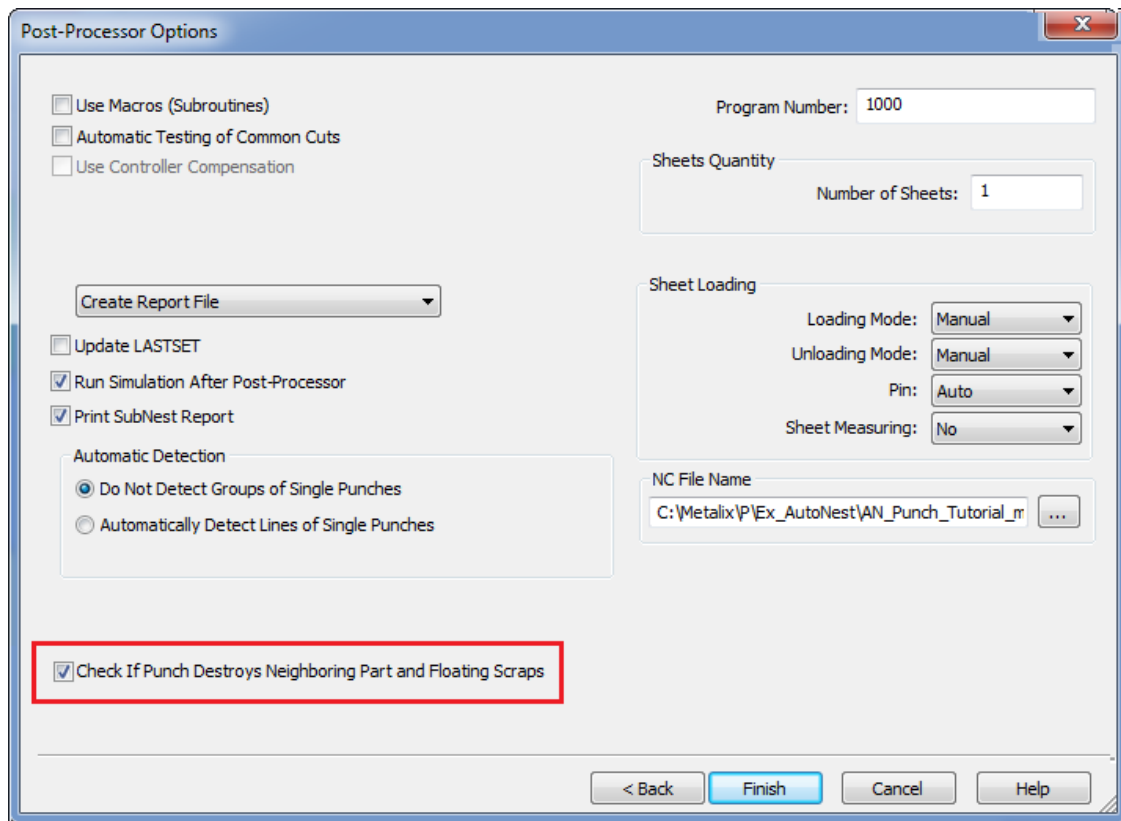 Post-Processor Options
Use Macros (Subroutines)
Automatic Testing of Common Cuts
Use Controller Compensation
Program Number: 1000
Sheets Quantity
Number of Sheets: 1
Create Report File
Update LASTSET
Run Simulation After Post-Processor
Print SubNest Report
Automatic Detection
Do Not Detect Groups of Single Punches
Automatically Detect Lines of Single Punches
Sheet Loading
Loading Mode: Manual
Unloading Mode: Manual
Pin: Auto
Sheet Measuring: No
NC File Name
C:\Metalix\P\Ex_AutoNest\AN_Punch_Tutorial_m ...
Check If Punch Destroys Neighboring Part and Floating Scraps
< Back Finish Cancel Help